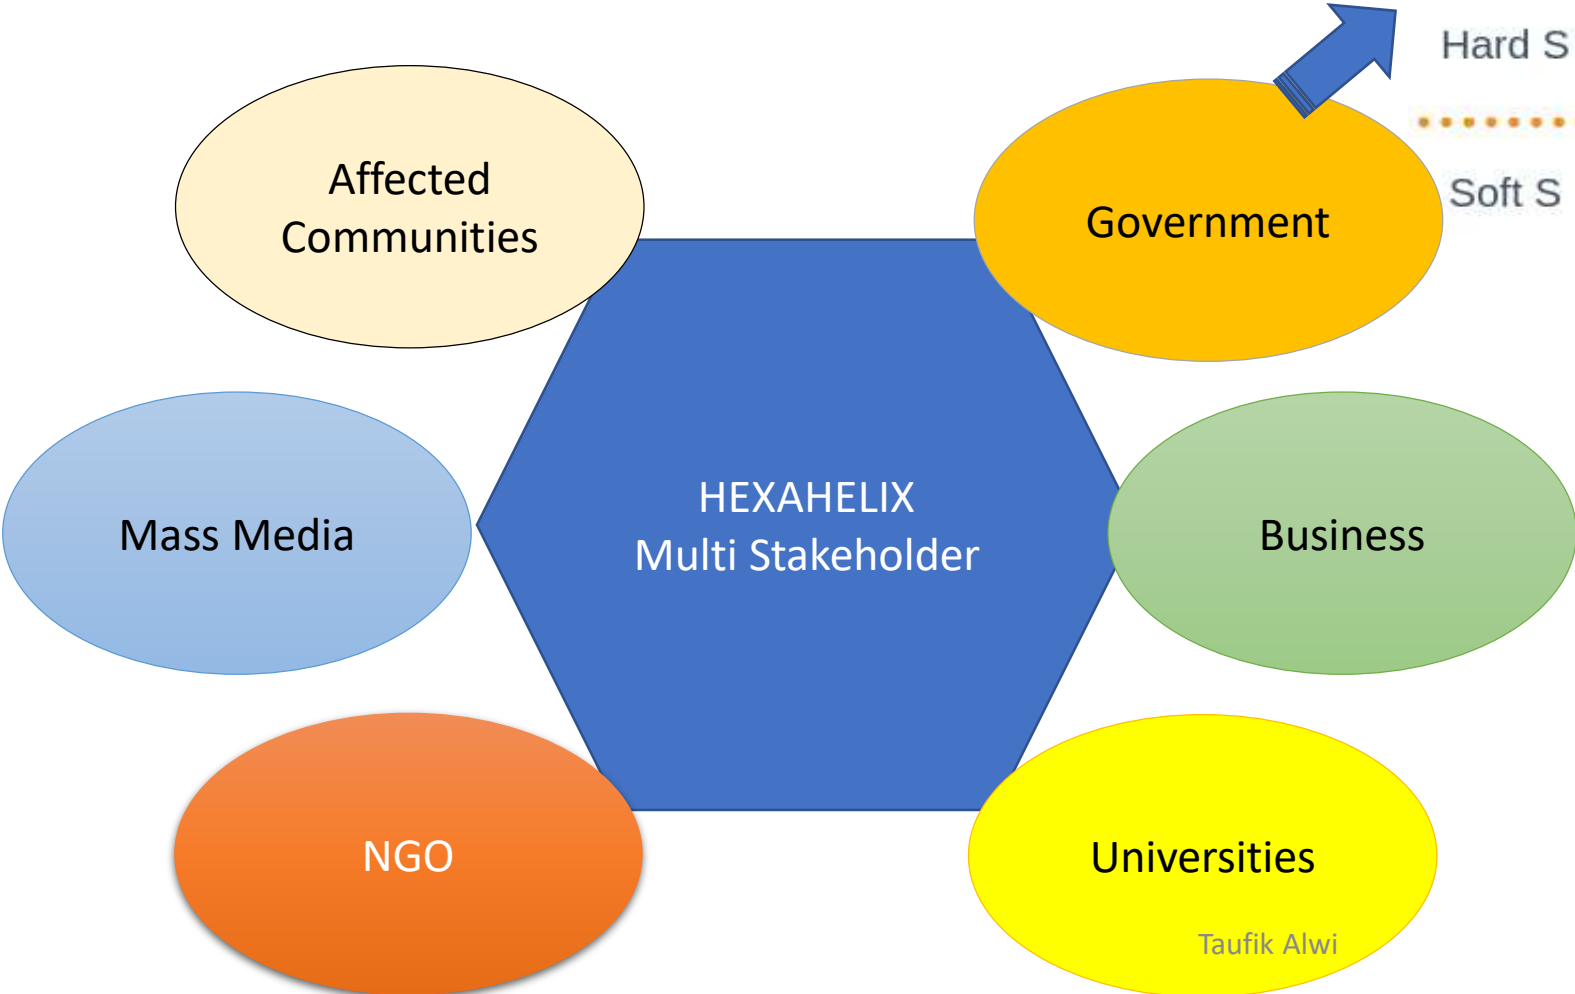 Hard S
Soft S
Affected
Communities
Government
Mass Media
HEXAHELIX
Multi Stakeholder
Business
NGO
Universities
Taufik Alwi